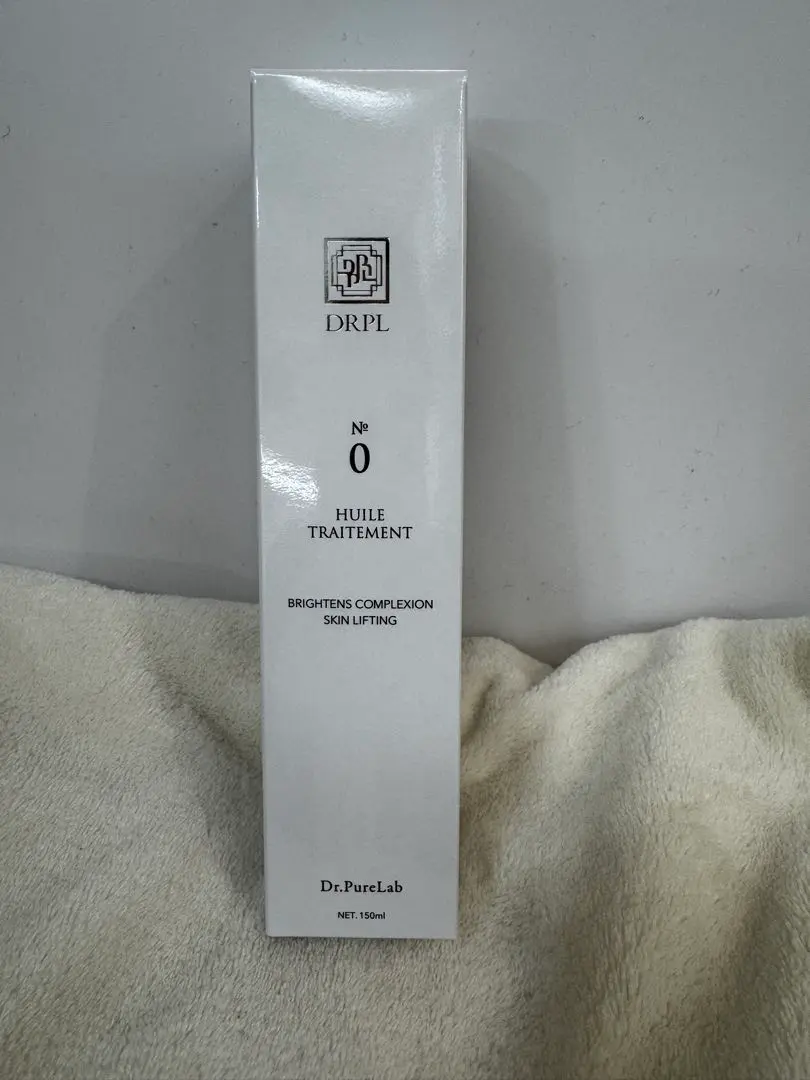 DRPL
№
0
HUILE
TRAITEMENT
BRIGHTENS COMPLEXION
SKIN LIFTING
Dr.PureLab
NET. 150ml